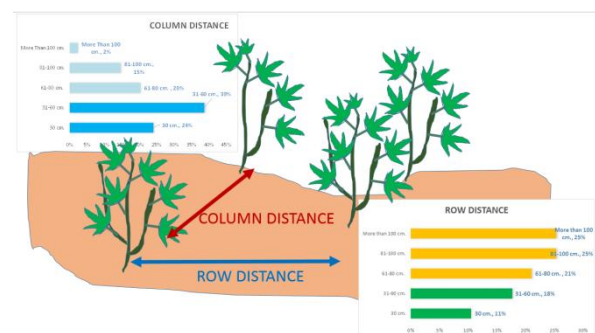 COLUMN DISTANCE
More Than 100 cm.
More Than 100
cm., 2%
81-100 cm.
81-100 cm.,
15%
61-80 cm.
61-80 cm., 20%
31-60 cm., 39%
31-60 cm.
30 cm.
30 cm., 24%
0% 5% 10% 15% 20% 25% 30% 35% 40% 45%
COLUMN DISTANCE
ROW DISTANCE
ROW DISTANCE
More than 100 cm.
More than 100
cm., 25%
81-100 cm.
81-100 cm., 25%
61-80 cm.
61-80 cm., 21%
31-60 cm.
31-60 cm., 18%
30 cm.
30 cm., 11%
0% 5% 10% 15% 20% 25% 30%